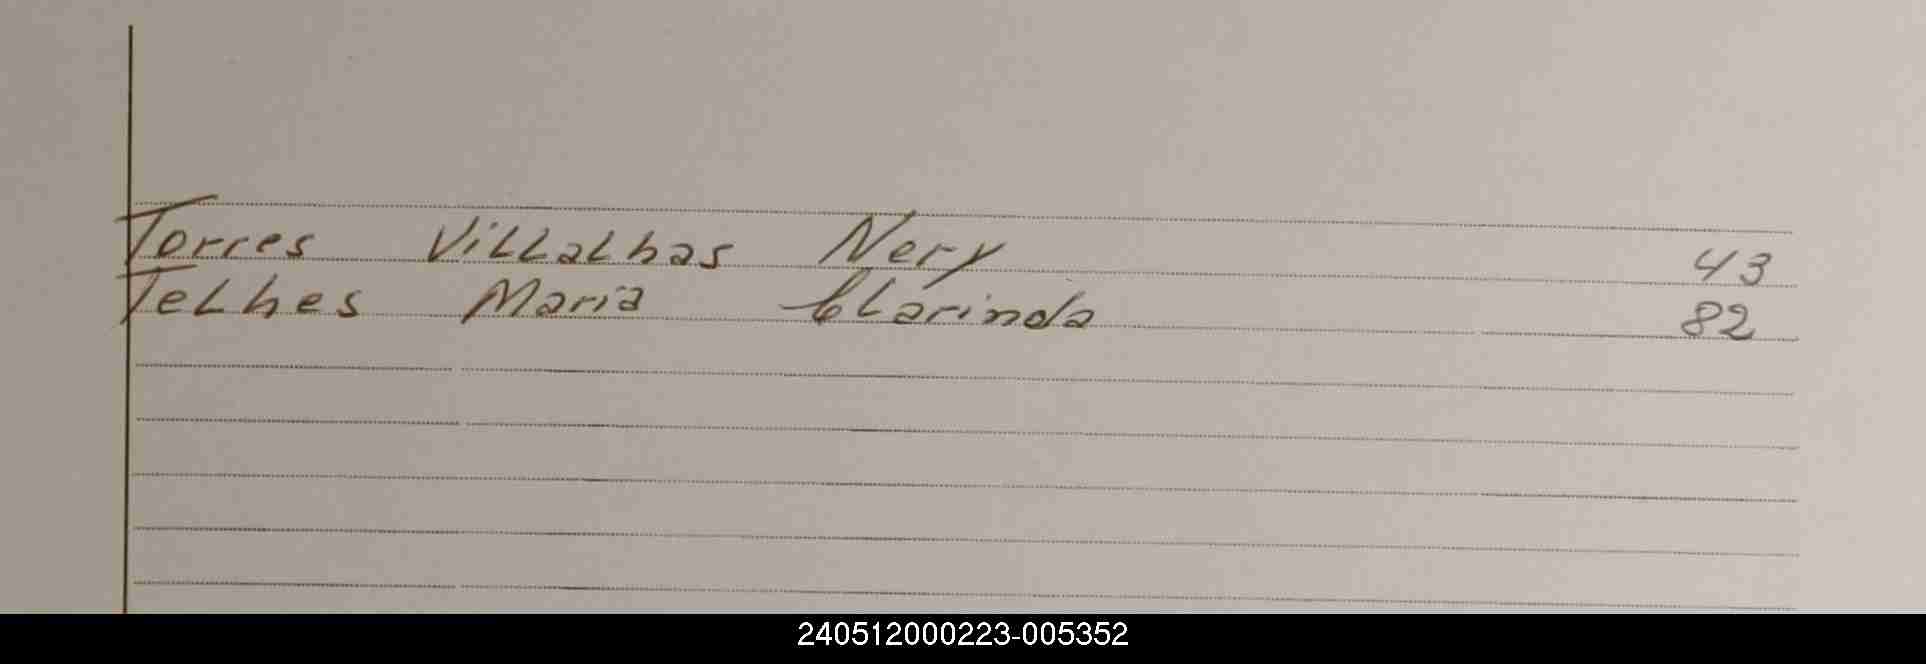 Torres Villalbas Nery 43
Telhes Maria Clarinda 82
240512000223-005352